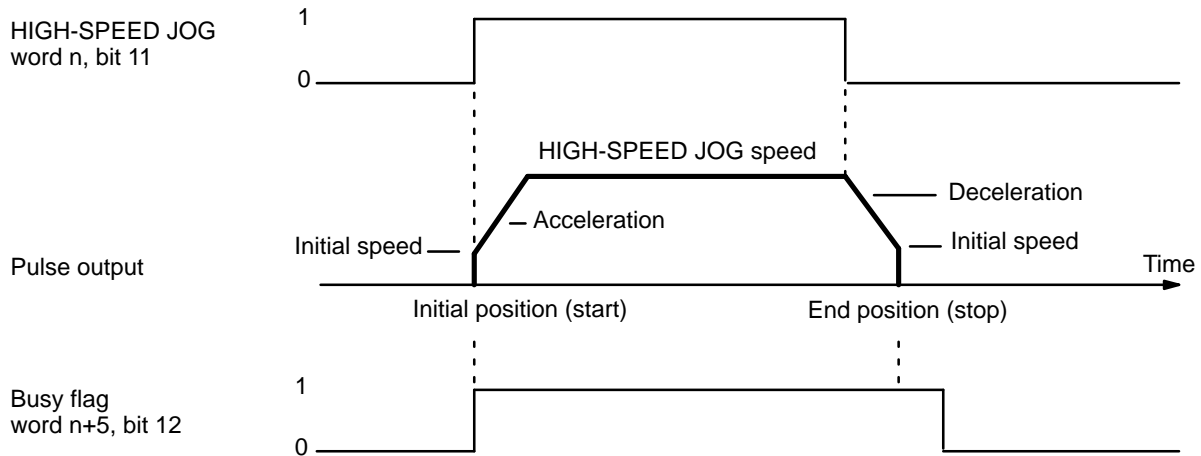 HIGH-SPEED JOG
word n, bit 11
1
0
HIGH-SPEED JOG speed
Deceleration
Acceleration
Initial speed
Initial speed
Pulse output
Time
Initial position (start)
End position (stop)
Busy flag
word n+5, bit 12
1
0